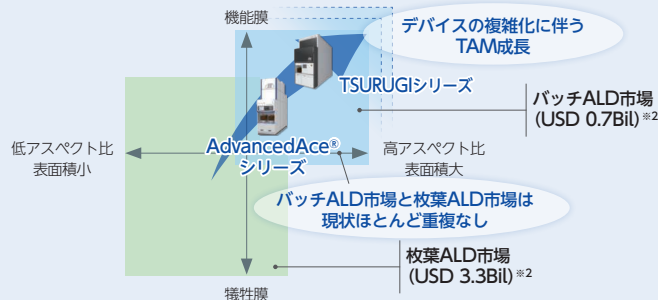 機能膜
デバイスの複雑化に伴う
TAM成長
TSURUGIシリーズ
バッチALD市場
(USD 0.7Bil)※2
低アスペクト比
表面積小
AdvancedAce®
シリーズ
高アスペクト比
表面積大
バッチALD市場と枚葉ALD市場は
現状ほとんど重複なし
枚葉ALD市場
(USD 3.3Bil)※2
犠牲膜